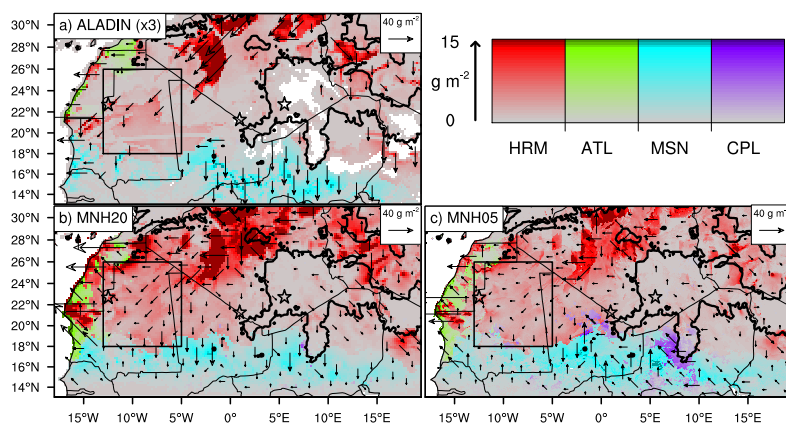 a) ALADIN (x3)
40 g m-2
30°N
28°N
26°N
24°N
22°N
20°N
18°N
16°N
14°N
15
g m-2
0
HRM ATL MSN CPL
b) MNH20
40 g m-2
c) MNH05
40 g m-2
30°N
28°N
26°N
24°N
22°N
20°N
18°N
16°N
14°N
15°W 10°W 5°W 0° 5°E 10°E 15°E
15°W 10°W 5°W 0° 5°E 10°E 15°E